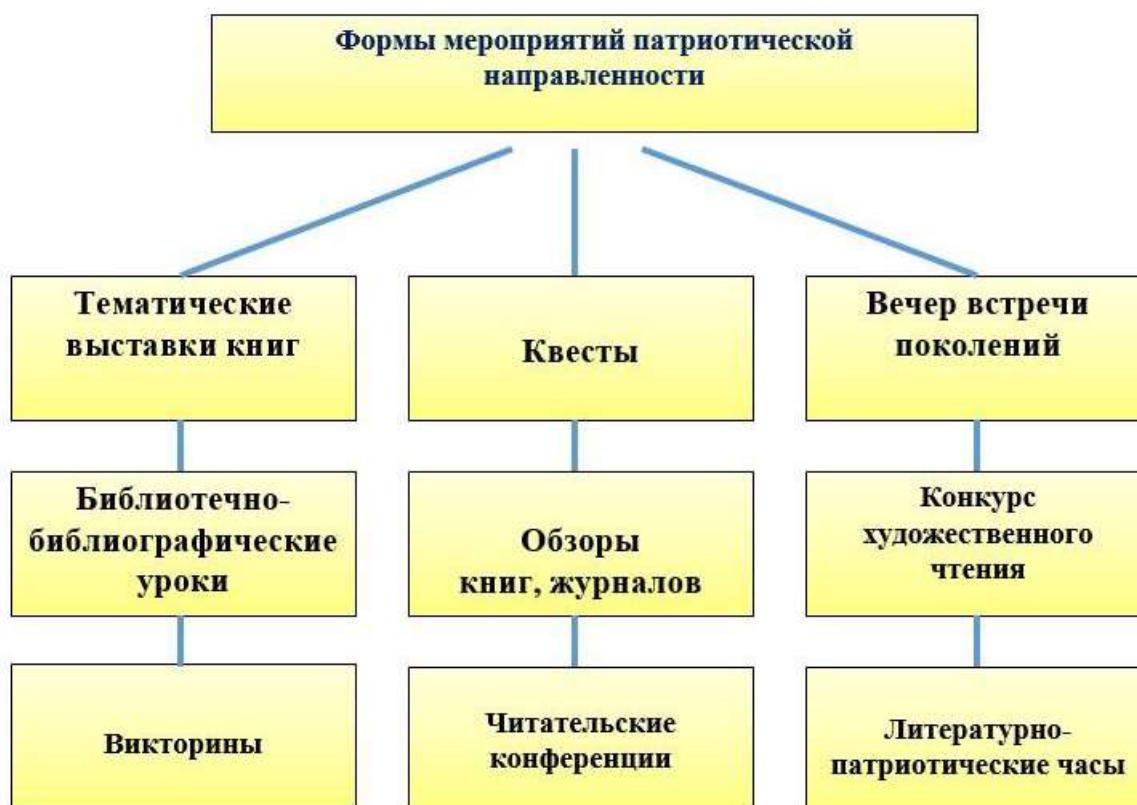 Формы мероприятий патриотической
направленности
Тематические
выставки книг
Квесты
Вечер встречи
поколений
Библиотечно-
библиографические
уроки
Обзоры
книг, журналов
Конкурс
художественного
чтения
Викторины
Читательские
конференции
Литературно-
патриотические часы